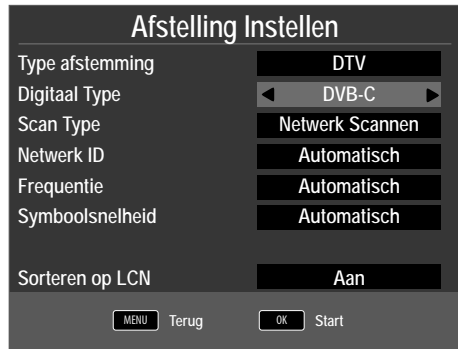 Afstelling Instellen
Type afstemming DTV
Digitaal Type DVB-C
Scan Type Netwerk Scannen
Netwerk ID Automatisch
Frequentie Automatisch
Symboolsnelheid Automatisch
Sorteren op LCN Aan
MENU Terug OK Start